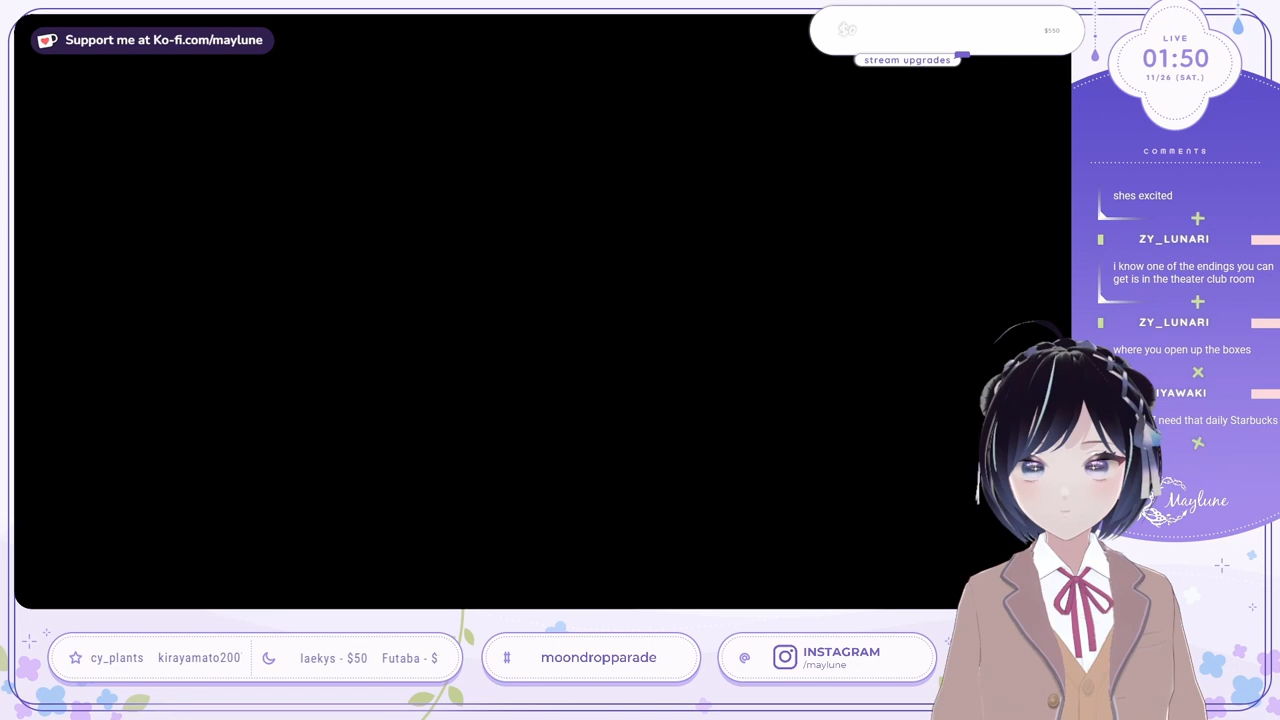 Support me at Ko-fi.com/maylune
$0
$550
stream upgrades
LIVE
01:50
11/26 (SAT.)
COMMENTS
shes excited
ZY_LUNARI
i know one of the endings you can
get is in the theater club room
ZY_LUNARI
where you open up the boxes
IYAWAKI
I need that daily Starbucks
Maylune
cy_plants kirayamato200
laekys - $50 Futaba - $
# moondropparade
@ INSTAGRAM
/maylune